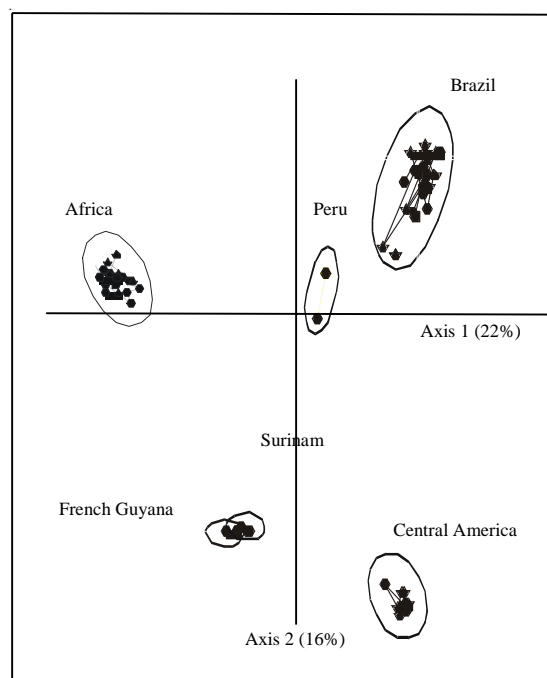 Brazil
Africa
Peru
Axis 1 (22%)
Surinam
French Guyana
Central America
Axis 2 (16%)